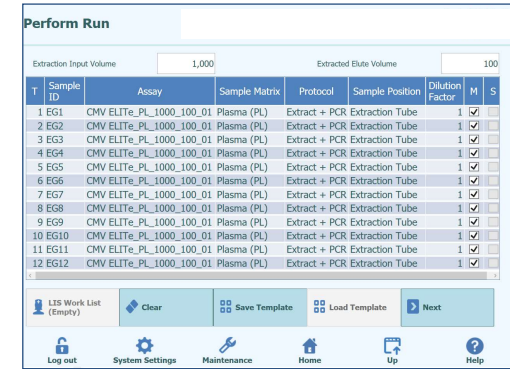 Perform Run
Extraction Input Volume 1,000 Extracted Elute Volume 100
T Sample ID Assay Sample Matrix Protocol Sample Position Dilution Factor M S
1 EG1 CMV ELITe_PL_1000_100_01 Plasma (PL) Extract + PCR Extraction Tube 1
2 EG2 CMV ELITe_PL_1000_100_01 Plasma (PL) Extract + PCR Extraction Tube 1
3 EG3 CMV ELITe_PL_1000_100_01 Plasma (PL) Extract + PCR Extraction Tube 1
4 EG4 CMV ELITe_PL_1000_100_01 Plasma (PL) Extract + PCR Extraction Tube 1
5 EG5 CMV ELITe_PL_1000_100_01 Plasma (PL) Extract + PCR Extraction Tube 1
6 EG6 CMV ELITe_PL_1000_100_01 Plasma (PL) Extract + PCR Extraction Tube 1
7 EG7 CMV ELITe_PL_1000_100_01 Plasma (PL) Extract + PCR Extraction Tube 1
8 EG8 CMV ELITe_PL_1000_100_01 Plasma (PL) Extract + PCR Extraction Tube 1
9 EG9 CMV ELITe_PL_1000_100_01 Plasma (PL) Extract + PCR Extraction Tube 1
10 EG10 CMV ELITe_PL_1000_100_01 Plasma (PL) Extract + PCR Extraction Tube 1
11 EG11 CMV ELITe_PL_1000_100_01 Plasma (PL) Extract + PCR Extraction Tube 1
12 EG12 CMV ELITe_PL_1000_100_01 Plasma (PL) Extract + PCR Extraction Tube 1
LIS Work List (Empty) Clear Save Template Load Template Next
Log out System Settings Maintenance Home Up Help